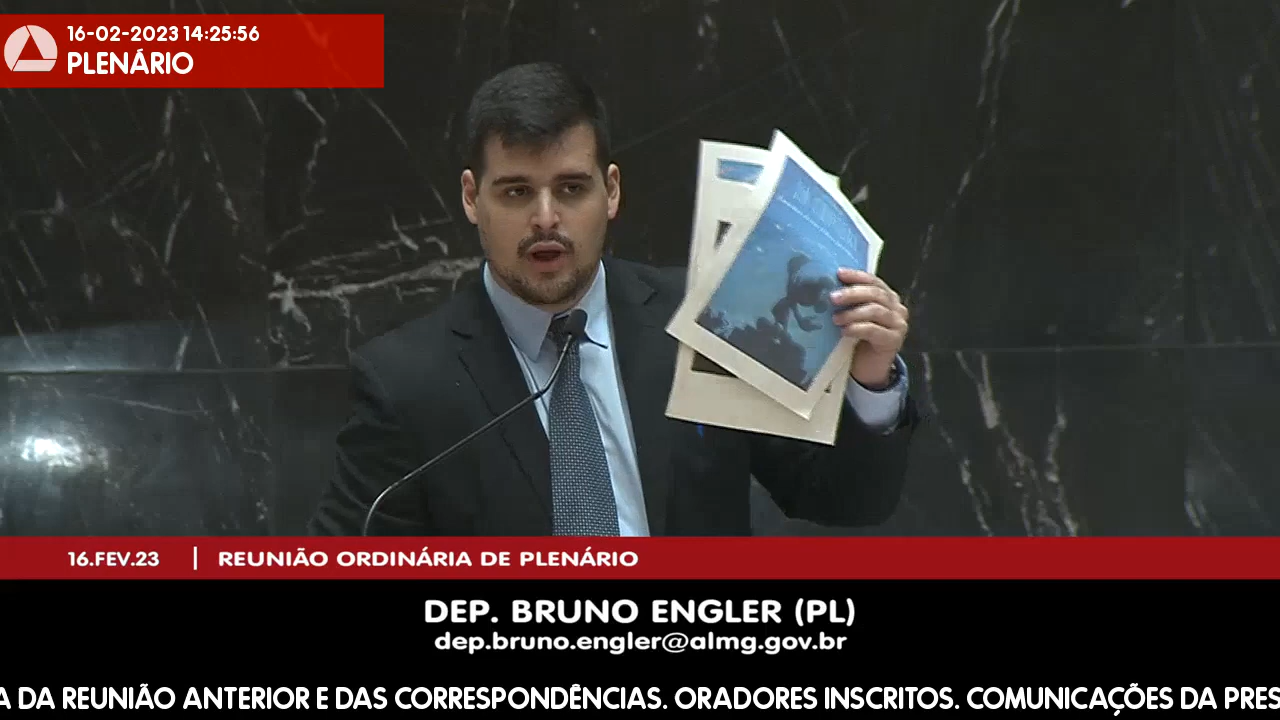 16-02-2023 14:25:56
PLENÁRIO
16.FEV.23 | REUNIÃO ORDINÁRIA DE PLENÁRIO
DEP. BRUNO ENGLER (PL)
dep.bruno.engler@almg.gov.br
A DA REUNIÃO ANTERIOR E DAS CORRESPONDÊNCIAS. ORADORES INSCRITOS. COMUNICAÇÕES DA PRES